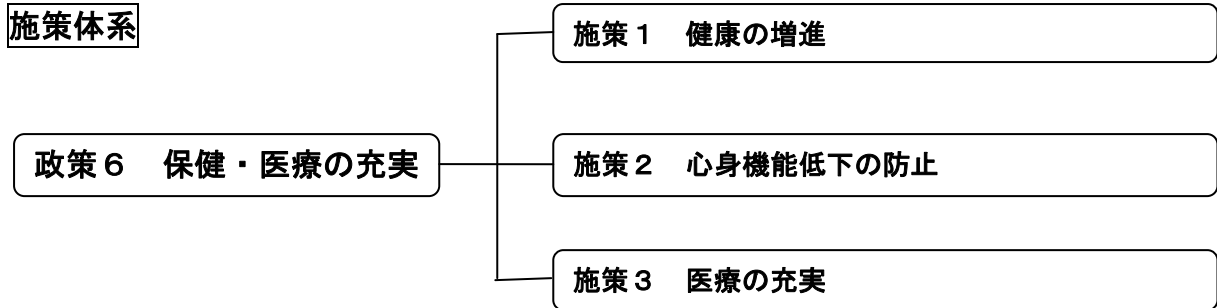 施策体系
施策１　健康の増進
政策６　保健・医療の充実
施策２　心身機能低下の防止
施策３　医療の充実